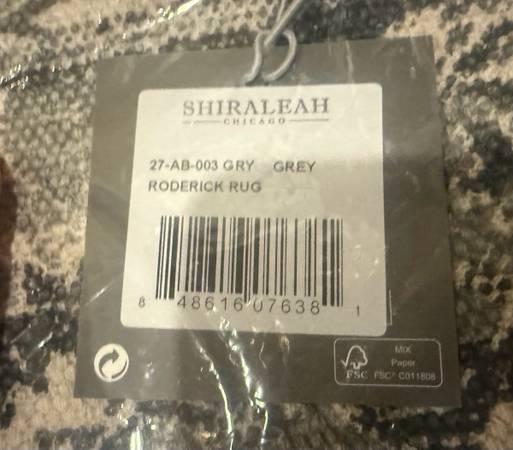 SHIRALEAH
CHICAGO
27-AB-003 GRY GREY
RODERICK RUG
8 48616 07638 1
MIX
Paper
FSC FSC® C011808